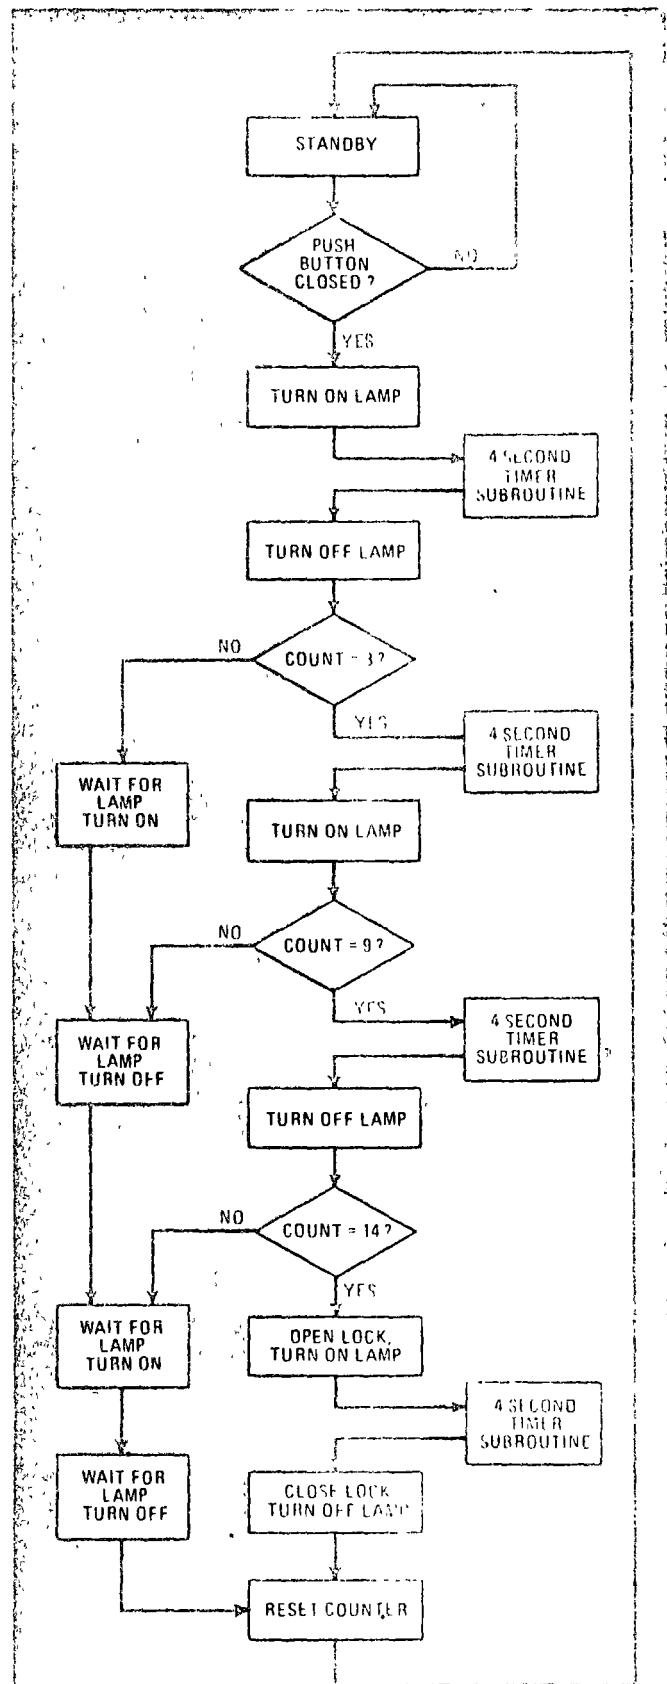 STANDBY
PUSH
BUTTON
CLOSED ?
NO
YES
TURN ON LAMP
4 SECOND
TIMER
SUBROUTINE
TURN OFF LAMP
NO
COUNT = 3?
YES
4 SECOND
TIMER
SUBROUTINE
WAIT FOR
LAMP
TURN ON
TURN ON LAMP
NO
COUNT = 9?
YES
4 SECOND
TIMER
SUBROUTINE
WAIT FOR
LAMP
TURN OFF
TURN OFF LAMP
NO
COUNT = 14?
YES
WAIT FOR
LAMP
TURN ON
OPEN LOCK,
TURN ON LAMP
4 SECOND
TIMER
SUBROUTINE
WAIT FOR
LAMP
TURN OFF
CLOSE LOCK
TURN OFF LAMP
RESET COUNTER